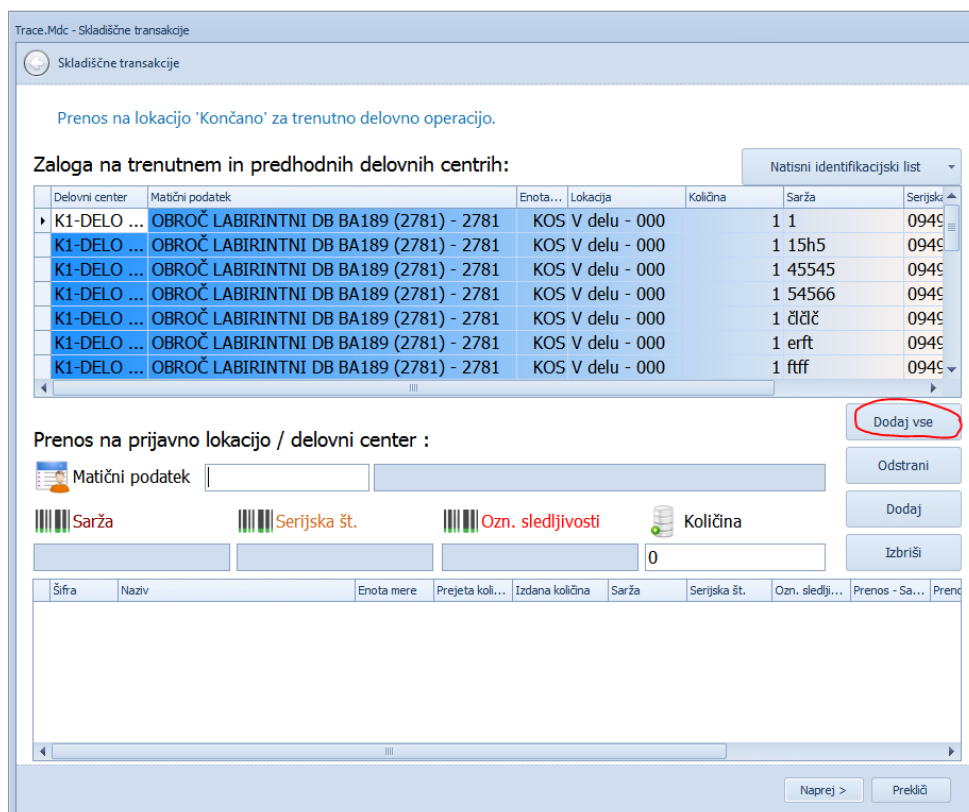 Trace.Mdc - Skladiščne transakcije
Skladiščne transakcije
Prenos na lokacijo 'Končano' za trenutno delovno operacijo.
Zaloga na trenutnem in predhodnih delovnih centrih:
Natisni identifikacijski list
Delovni center Matični podatek Enota... Lokacija Količina Sarža Serijska
K1-DELO ... OBROČ LABIRINTNI DB BA189 (2781) - 2781 KOS V delu - 000 1 1 0949
K1-DELO ... OBROČ LABIRINTNI DB BA189 (2781) - 2781 KOS V delu - 000 1 15h5 0949
K1-DELO ... OBROČ LABIRINTNI DB BA189 (2781) - 2781 KOS V delu - 000 1 45545 0949
K1-DELO ... OBROČ LABIRINTNI DB BA189 (2781) - 2781 KOS V delu - 000 1 54566 0949
K1-DELO ... OBROČ LABIRINTNI DB BA189 (2781) - 2781 KOS V delu - 000 1 člčlč 0949
K1-DELO ... OBROČ LABIRINTNI DB BA189 (2781) - 2781 KOS V delu - 000 1 erft 0949
K1-DELO ... OBROČ LABIRINTNI DB BA189 (2781) - 2781 KOS V delu - 000 1 ftff 0949
Dodaj vse
Prenos na prijavno lokacijo / delovni center :
Odstrani
Matični podatek
Dodaj
Sarža Serijska št. Ozn. sledljivosti Količina
0
Izbriši
Šifra Naziv Enota mere Prejeta koli... Izdana količina Sarža Serijska št. Ozn. sledlji... Prenos - Sa... Prenc
Naprej > Prekliči